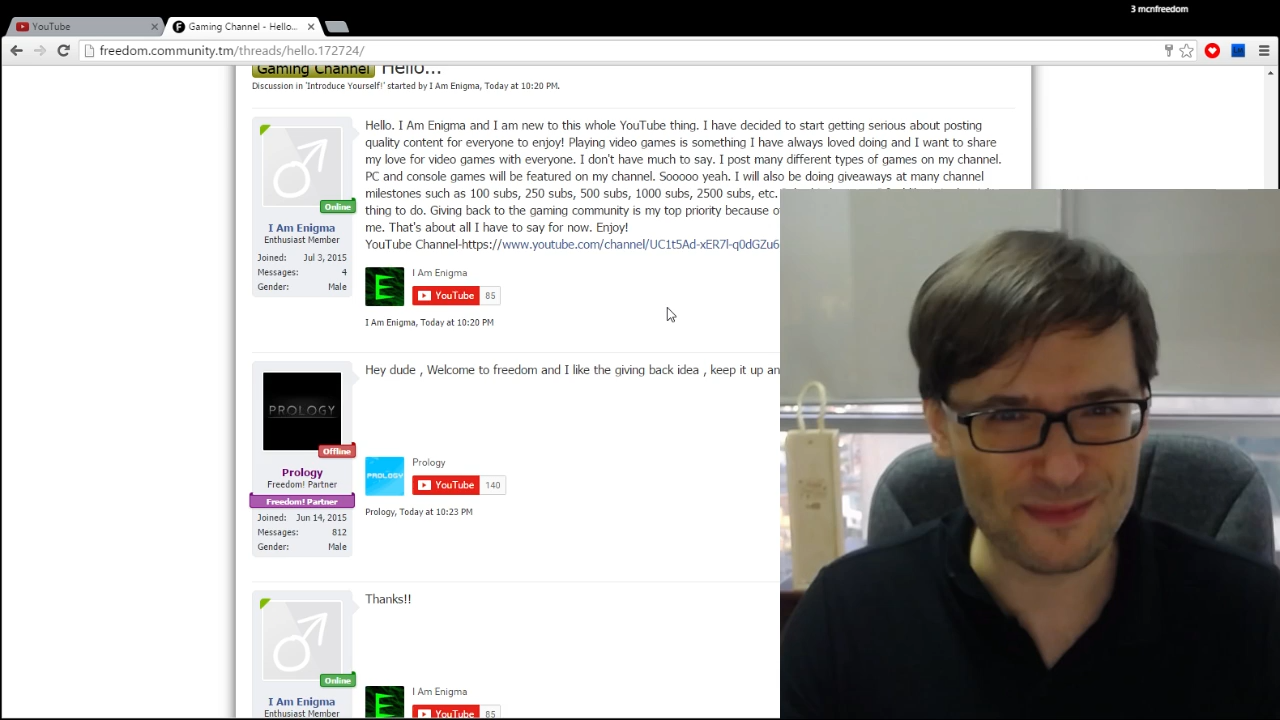 3 mcnfreedom
YouTube
Gaming Channel - Hello...
freedom.community.tm/threads/hello.172724/
Gaming Channel Hello...
Discussion in 'Introduce Yourself!' started by I Am Enigma, Today at 10:20 PM.
Hello. I Am Enigma and I am new to this whole YouTube thing. I have decided to start getting serious about posting
quality content for everyone to enjoy! Playing video games is something I have always loved doing and I want to share
my love for video games with everyone. I don't have much to say. I post many different types of games on my channel.
PC and console games will be featured on my channel. Sooooo yeah. I will also be doing giveaways at many channel
milestones such as 100 subs, 250 subs, 500 subs, 1000 subs, 2500 subs, etc.
thing to do. Giving back to the gaming community is my top priority because
me. That's about all I have to say for now. Enjoy!
YouTube Channel-https://www.youtube.com/channel/UC1t5Ad-xER7l-q0dGZu6
Online
I Am Enigma
Enthusiast Member
Joined: Jul 3, 2015
Messages: 4
Gender: Male
E
I Am Enigma
YouTube 85
I Am Enigma, Today at 10:20 PM
Hey dude , Welcome to freedom and I like the giving back idea , keep it up
PROLOGY
Offline
Prology
Freedom! Partner
Freedom! Partner
Joined: Jun 14, 2015
Messages: 812
Gender: Male
PROLOGY
Prology
YouTube 140
Prology, Today at 10:23 PM
Thanks!!
Online
I Am Enigma
Enthusiast Member
E
I Am Enigma
YouTube 85